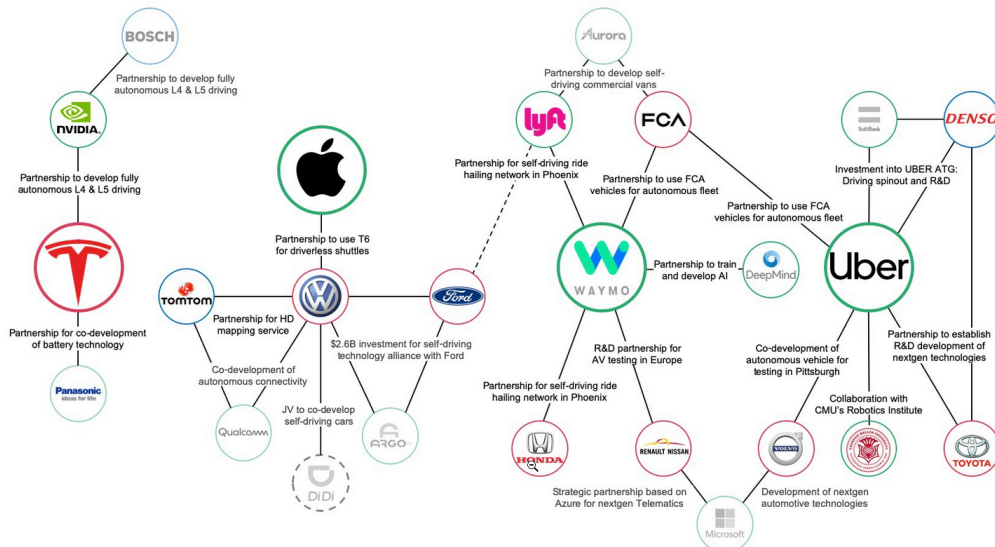 BOSCH
Aurora
Partnership to develop fully
autonomous L4 & L5 driving
Partnership to develop self-
driving commercial vans
NVIDIA.
lyft
FCA
SoftBank
DENSO
Partnership to develop fully
autonomous L4 & L5 driving
Partnership for self-driving ride
hailing network in Phoenix
Partnership to use FCA
vehicles for autonomous fleet
Investment into UBER ATG:
Driving spinout and R&D
Partnership to use FCA
vehicles for autonomous fleet
Partnership to use T6
for driverless shuttles
WAYMO
Partnership to train
and develop AI
DeepMind
Uber
TOMTOM
Partnership for HD
mapping service
Ford
$2.6B investment for self-driving
technology alliance with Ford
Partnership for co-development
of battery technology
R&D partnership for
AV testing in Europe
Co-development of
autonomous vehicle for
testing in Pittsburgh
Partnership to establish
R&D development of
nextgen technologies
Panasonic
ideas for life
Co-development of
autonomous connectivity
Partnership for self-driving ride
hailing network in Phoenix
Collaboration with
CMU's Robotics Institute
Qualcomm
JV to co-develop
self-driving cars
ARGO
HONDA
RENAULT NISSAN
VOLVO
TOYOTA
DiDi
Strategic partnership based on
Azure for nextgen Telematics
Development of nextgen
automotive technologies
Microsoft